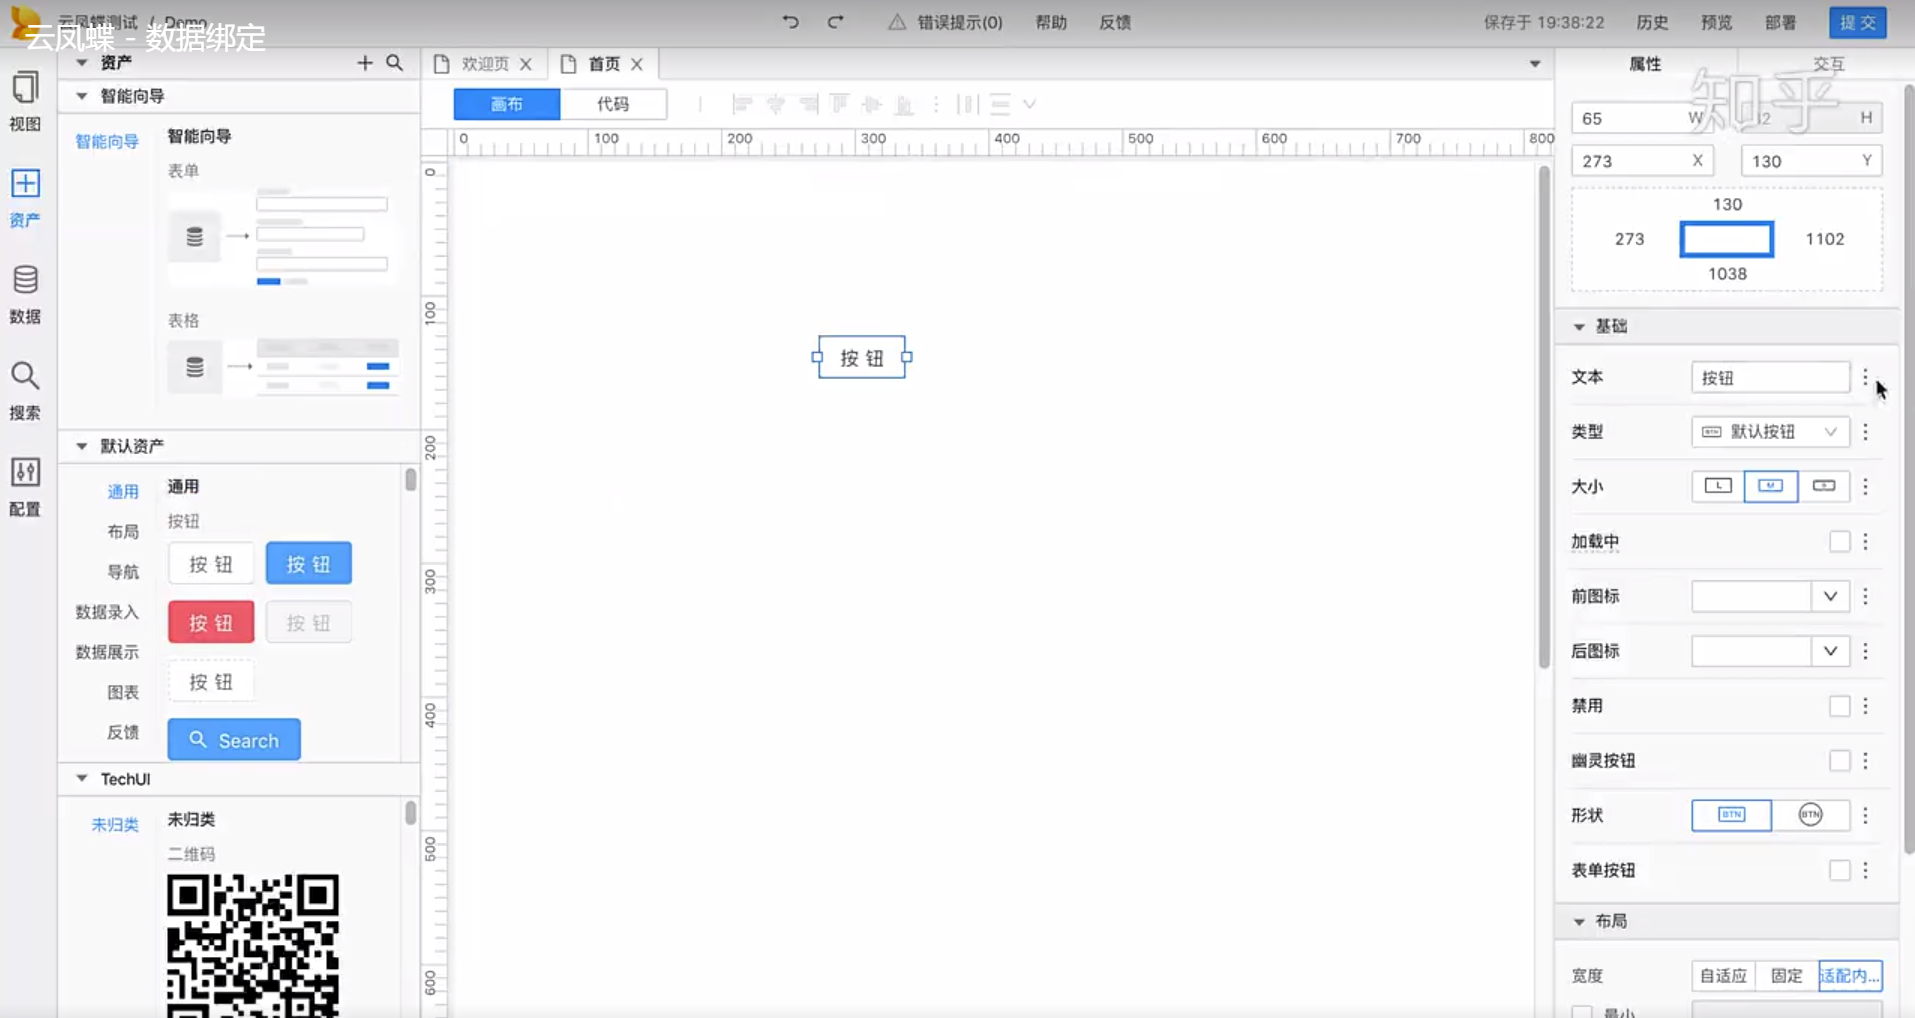 云凤蝶测试 / Demo
云凤蝶 - 数据绑定
错误提示(0)
帮助
反馈
保存于 19:38:22
历史
预览
部署
提 交
视图
资产
数据
搜索
配置
资产
智能向导
智能向导
智能向导
表单
表格
默认资产
通用
布局
导航
数据录入
数据展示
图表
反馈
通用
按钮
按 钮
按 钮
按 钮
按 钮
按 钮
Search
TechUI
未归类
未归类
二维码
欢迎页
首页
画布
代码
0 100 200 300 400 500 600 700 800
0
100
200
300
400
500
600
按 钮
属性
交互
知乎
65 W
H
273 X
130 Y
130
273
1102
1038
基础
文本
按钮
类型
BTN
默认按钮
大小
L
M
加载中
前图标
后图标
禁用
幽灵按钮
形状
BTN
BTN
表单按钮
布局
宽度
自适应
固定
适配内...
最小